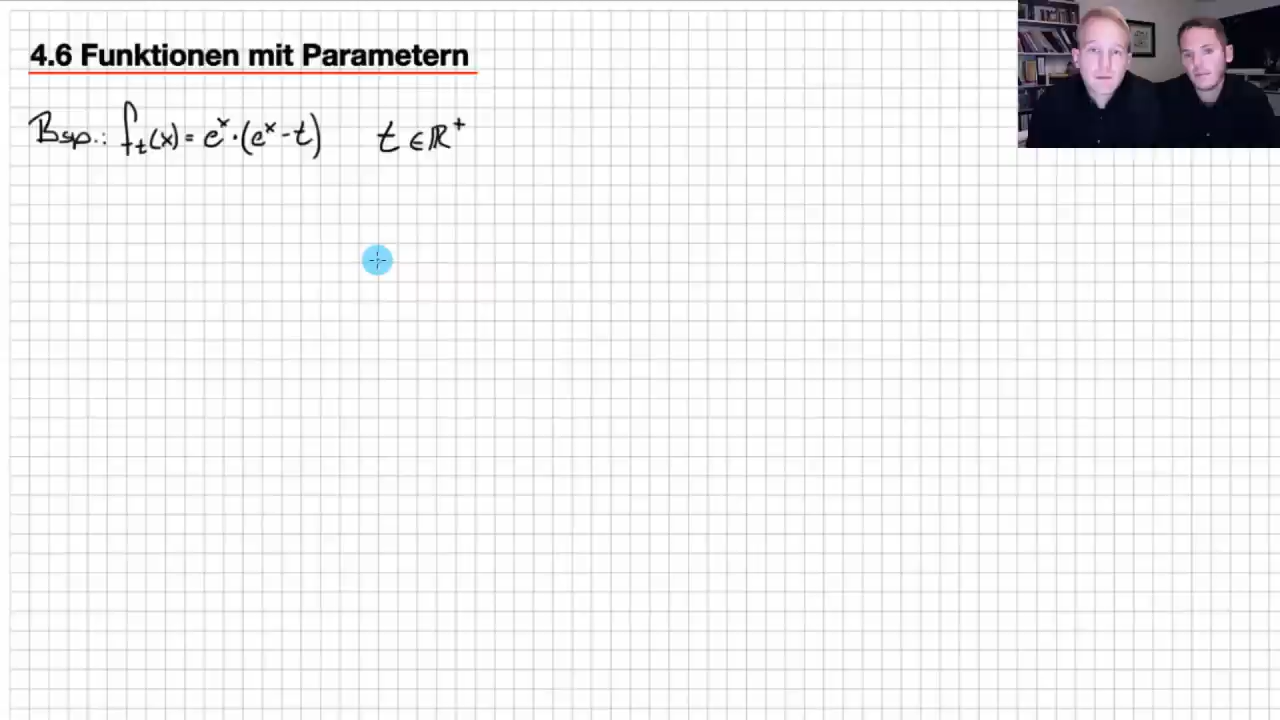 4.6 Funktionen mit Parametern
Bsp.: fₜ(x) = eˣ · (eˣ - t) t ∈ ℝ⁺